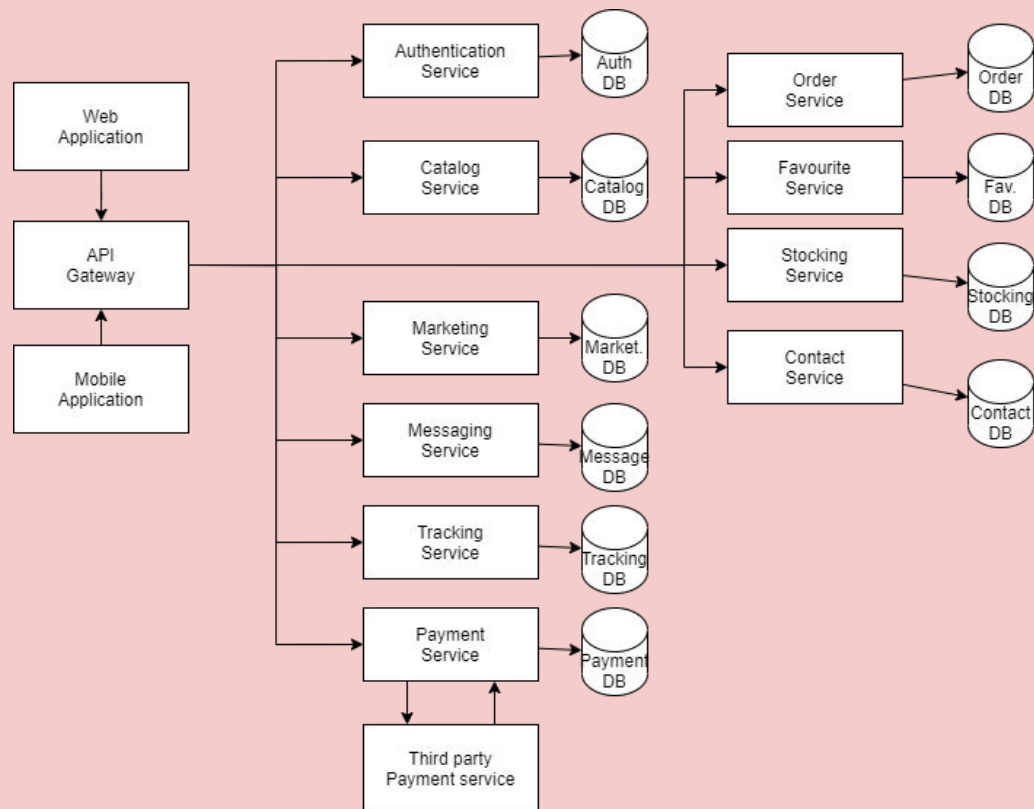 Web
Application
API
Gateway
Mobile
Application
Authentication
Service
Auth
DB
Catalog
Service
Catalog
DB
Marketing
Service
Market.
DB
Messaging
Service
Message
DB
Tracking
Service
Tracking
DB
Payment
Service
Payment
DB
Third party
Payment service
Order
Service
Order
DB
Favourite
Service
Fav.
DB
Stocking
Service
Stocking
DB
Contact
Service
Contact
DB